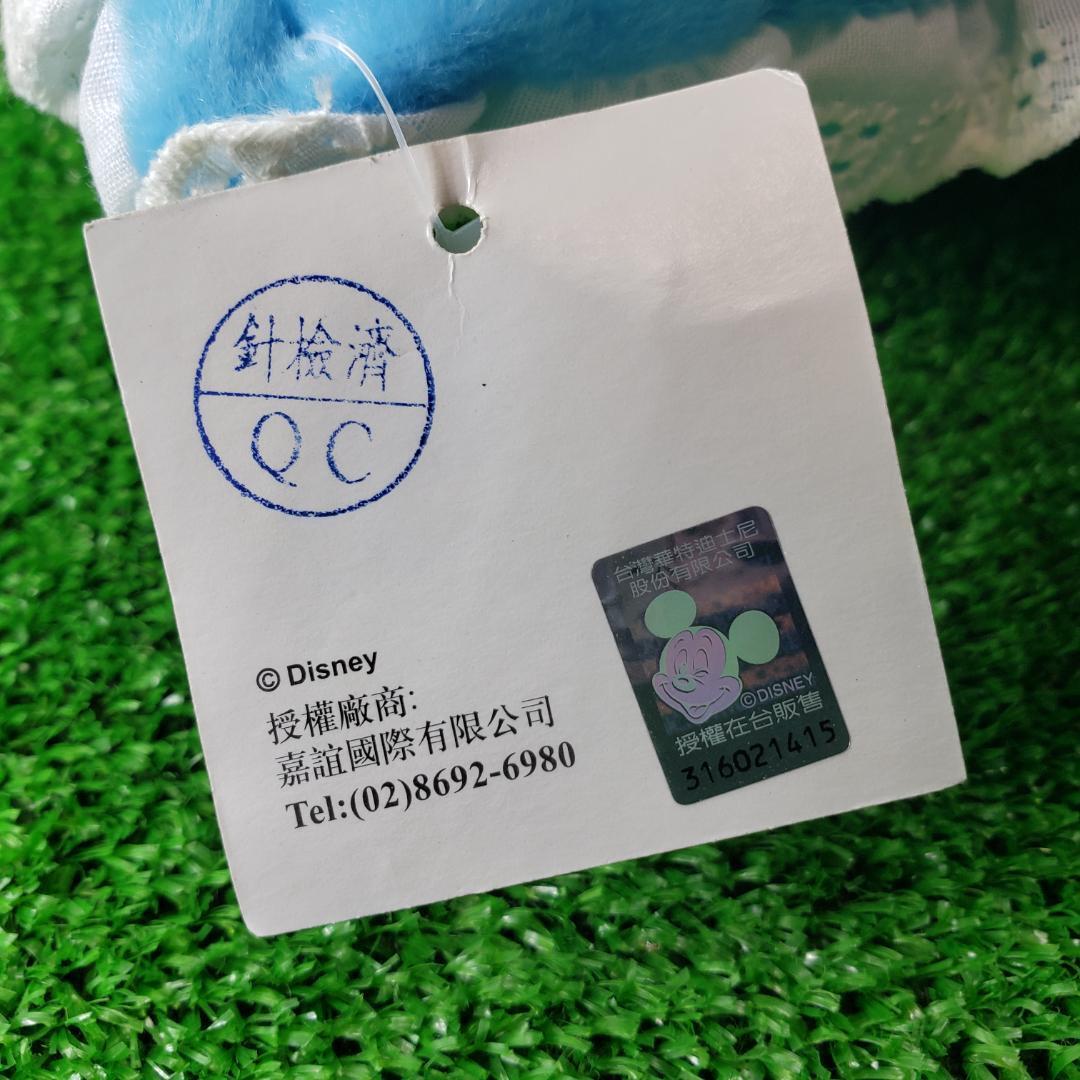 針檢濟
QC
台灣華特迪士尼
股份有限公司
©DISNEY
授權在台販售
316021415
© Disney
授權廠商:
嘉誼國際有限公司
Tel:(02)8692-6980